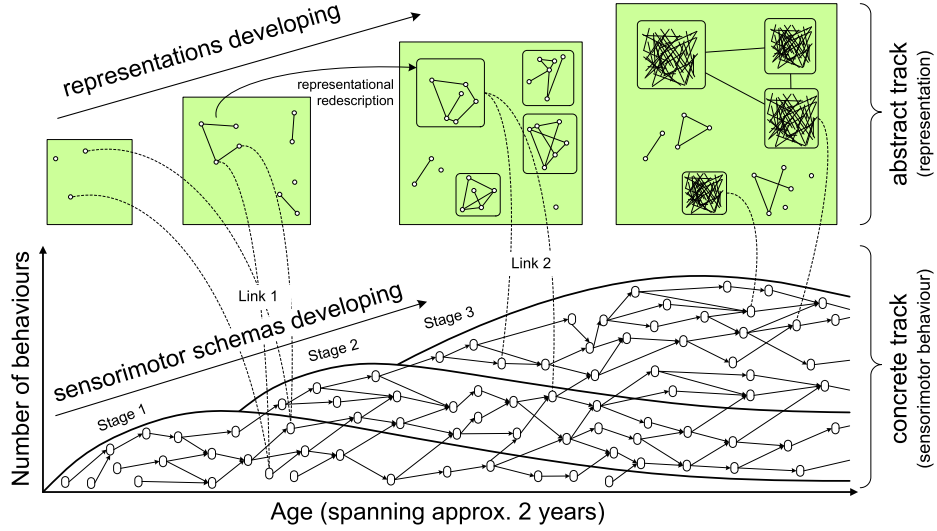 representations developing
representational
redescription
abstract track
(representation)
Link 1
Link 2
sensorimotor schemas developing
Stage 1
Stage 2
Stage 3
Number of behaviours
concrete track
(sensorimotor behaviour)
Age (spanning approx. 2 years)